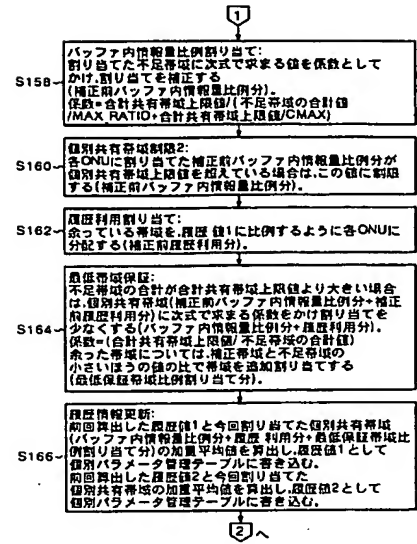 1
S158
バッファ内情報量比例割り当て:
割り当てた不足帯域に次式で求まる値を係数として
かけ、割り当てを補正する
(補正前バッファ内情報量比例分)。
係数=合計共有帯域上限値/(不足帯域の合計値
/MAX RATIO+合計共有帯域上限値/CMAX)
S160
個別共有帯域制限2:
各ONUに割り当てた補正前バッファ内情報量比例分が
個別共有帯域上限値を超えている場合は、この値に制限
する(補正前バッファ内情報量比例分)。
S162
履歴利用割り当て:
余っている帯域を、履歴値1に比例するように各ONUに
分配する(補正前履歴利用分)。
S164
最低帯域保証:
不足帯域の合計が合計共有帯域上限値より大きい場合
は、個別共有帯域(補正前バッファ内情報量比例分+補正
前履歴利用分)に次式で求まる係数をかけ割り当てを
少なくする(バッファ内情報量比例分+履歴利用分)。
係数=(合計共有帯域上限値/不足帯域の合計値)
余った帯域については、補正帯域と不足帯域の
小さいほうの値の比で帯域を追加割り当てする
(最低保証帯域比例割り当て分)。
S166
履歴情報更新:
前回算出した履歴値1と今回割り当てた個別共有帯域
(バッファ内情報量比例分+履歴利用分+最低保証帯域比
例割り当て分)の加重平均値を算出し、履歴値1として
個別パラメータ管理テーブルに書き込む。
前回算出した履歴値2と今回割り当てた
個別共有帯域の加重平均値を算出し、履歴値2として
個別パラメータ管理テーブルに書き込む。
2へ